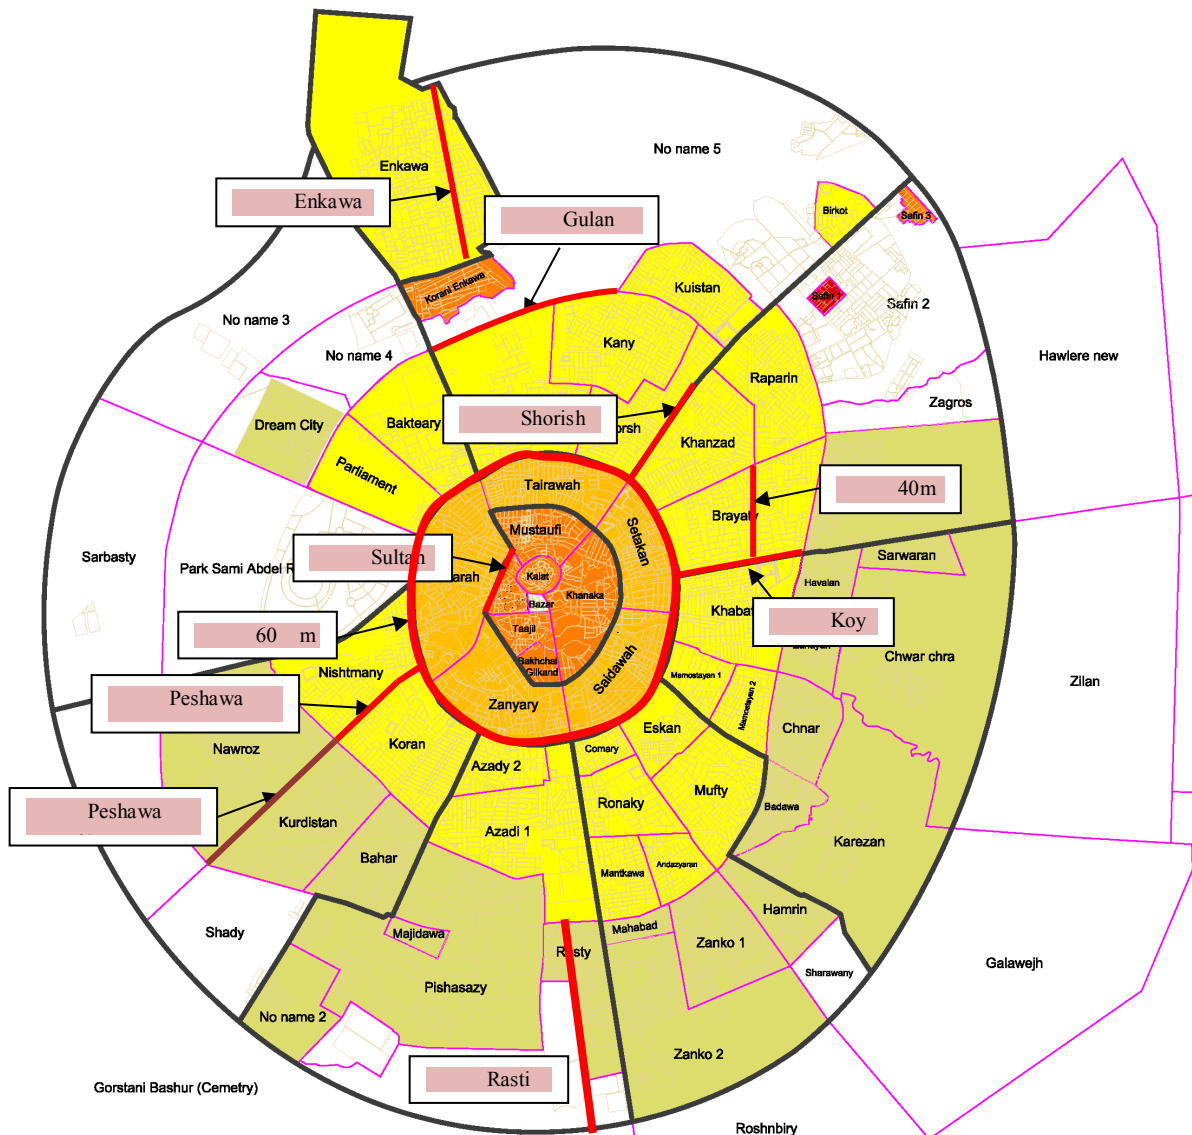 No name 5
Enkawa
Enkawa
Birkot
Safin 3
Gulan
Korani Enkawa
Kuistan
Safin 1
Safin 2
No name 3
No name 4
Kany
Hawlere new
Raparin
Zagros
Dream City
Bakteary
Shorish
orsh
Khanzad
Parliament
Tairawah
40m
Mustaufi
Setakan
Brayaty
Sarbasty
Sultan
Park Sami Abdel R
arah
Kalat
Khanaka
Bazar
Sarwaran
Havalan
Khaba
Koy
60 m
Taajil
Bakhchai
Gilkand
Saidawah
Chwar chra
Nishtmany
Mamostayan 1
Mamostayan 2
Zilan
Peshawa
Zanyary
Nawroz
Koran
Eskan
Chnar
Azady 2
Comary
Peshawa
Kurdistan
Ronaky
Mufty
Badawa
Azadi 1
Karezan
Bahar
Mantkawa
Andazyaran
Hamrin
Shady
Majidawa
Rasty
Mahabad
Zanko 1
Sharawany
Galawejh
Pishasazy
No name 2
Zanko 2
Rasti
Gorstani Bashur (Cemetry)
Roshnbiry